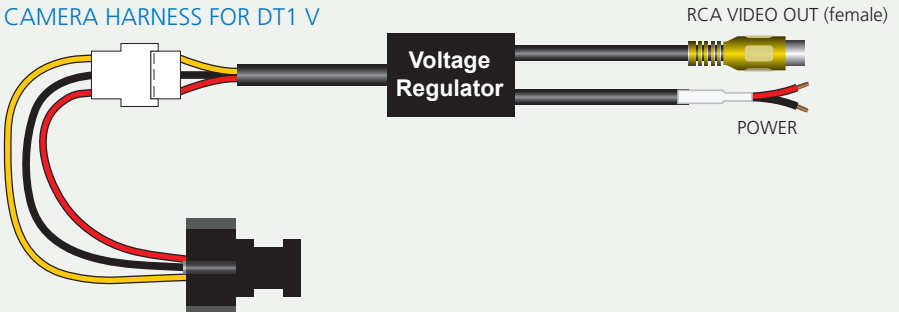 CAMERA HARNESS FOR DT1 V
RCA VIDEO OUT (female)
Voltage
Regulator
POWER